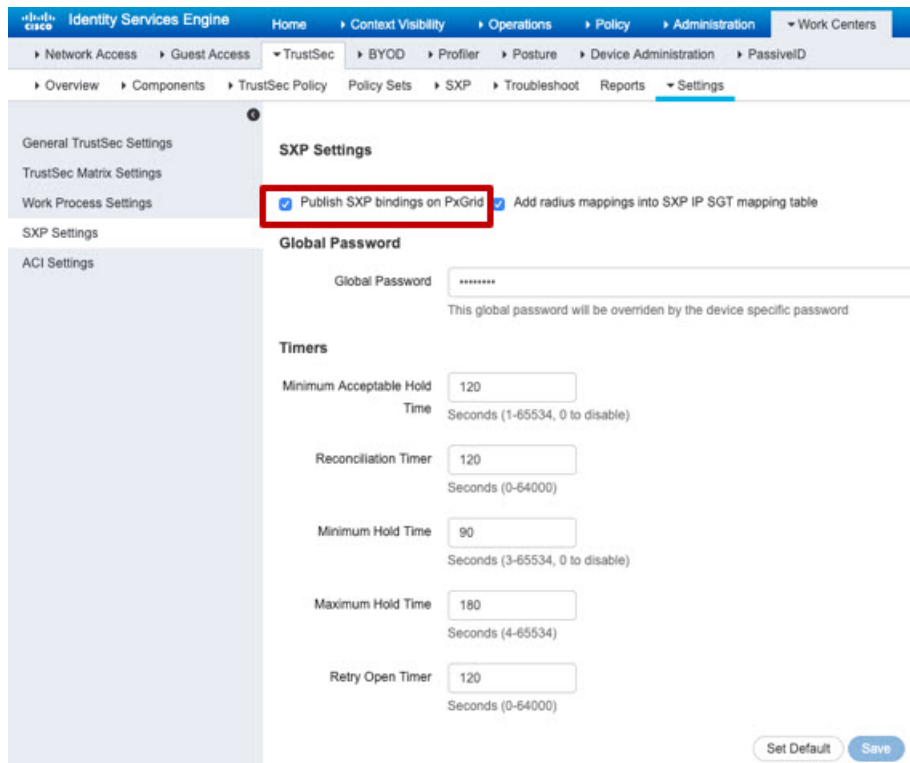 cisco Identity Services Engine Home Context Visibility Operations Policy Administration Work Centers
Network Access Guest Access TrustSec BYOD Profiler Posture Device Administration PassiveID
Overview Components TrustSec Policy Policy Sets SXP Troubleshoot Reports Settings
General TrustSec Settings
TrustSec Matrix Settings
Work Process Settings
SXP Settings
ACI Settings
SXP Settings
Publish SXP bindings on PxGrid Add radius mappings into SXP IP SGT mapping table
Global Password
Global Password ••••••••
This global password will be overriden by the device specific password
Timers
Minimum Acceptable Hold Time 120
Seconds (1-65534, 0 to disable)
Reconciliation Timer 120
Seconds (0-64000)
Minimum Hold Time 90
Seconds (3-65534, 0 to disable)
Maximum Hold Time 180
Seconds (4-65534)
Retry Open Timer 120
Seconds (0-64000)
Set Default Save